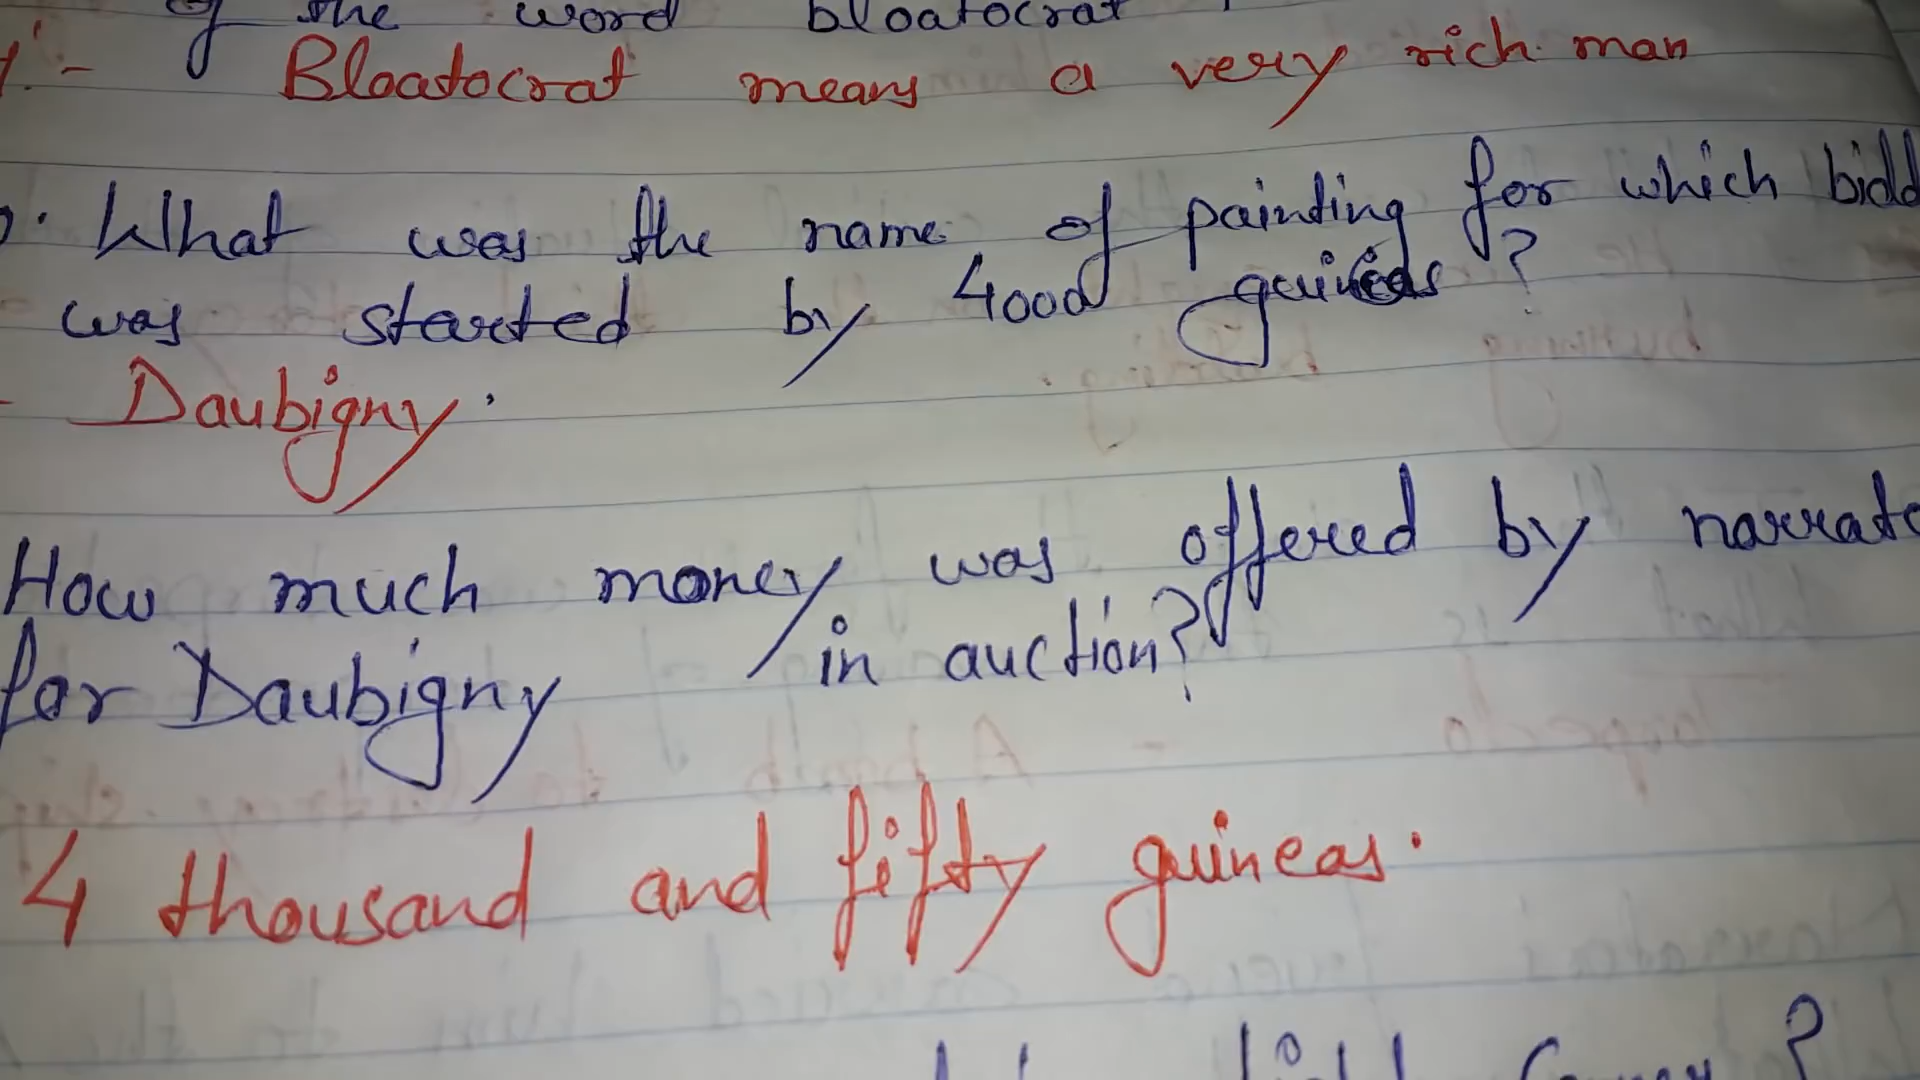 of the word bloatocrat
Bloatocrat means a very rich man
What was the name of painting for which bidd
was started by 4000 guineas ?
- Daubigny.
How much money was offered by narrato
for Daubigny in auction?
4 thousand and fifty guineas.